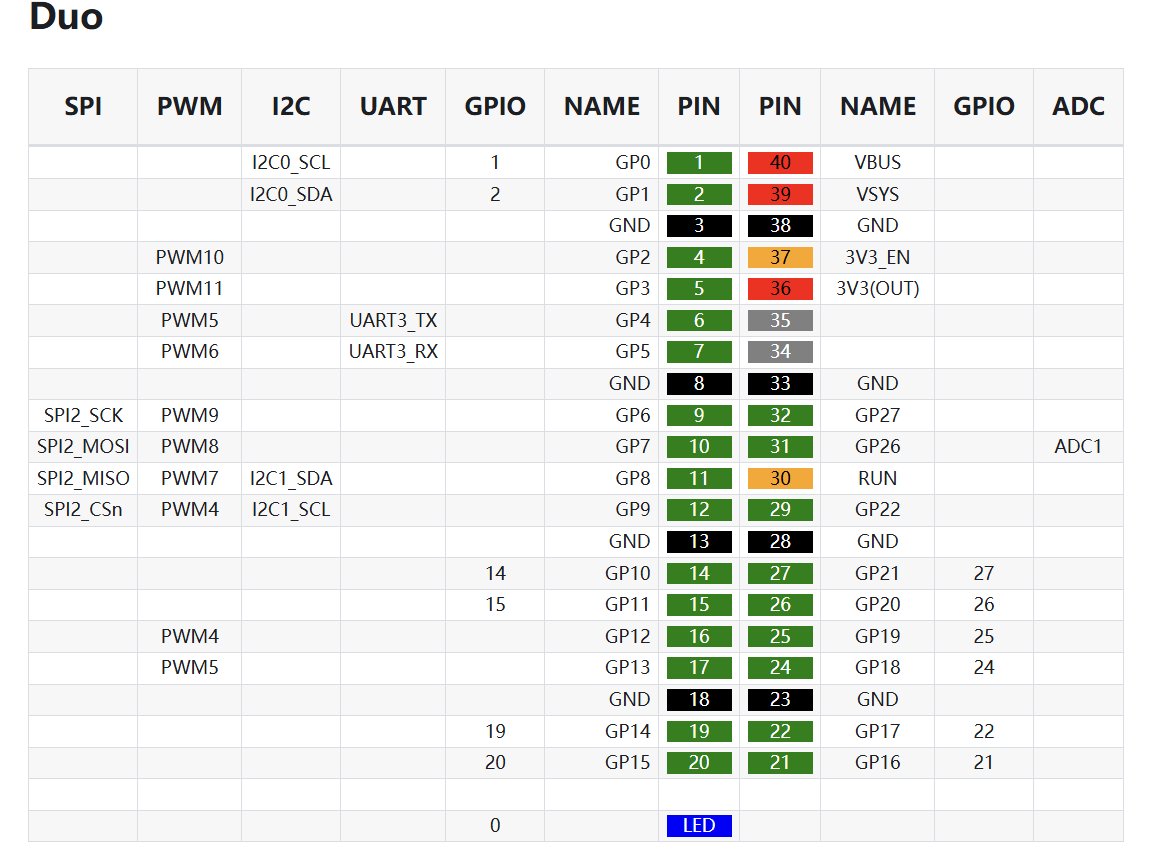 Duo
SPI PWM I2C UART GPIO NAME PIN PIN NAME GPIO ADC
I2C0_SCL 1 GP0 1 40 VBUS
I2C0_SDA 2 GP1 2 39 VSYS
GND 3 38 GND
PWM10 GP2 4 37 3V3_EN
PWM11 GP3 5 36 3V3(OUT)
PWM5 UART3_TX GP4 6 35
PWM6 UART3_RX GP5 7 34
GND 8 33 GND
SPI2_SCK PWM9 GP6 9 32 GP27
SPI2_MOSI PWM8 GP7 10 31 GP26 ADC1
SPI2_MISO PWM7 I2C1_SDA GP8 11 30 RUN
SPI2_CSn PWM4 I2C1_SCL GP9 12 29 GP22
GND 13 28 GND
14 GP10 14 27 GP21 27
15 GP11 15 26 GP20 26
PWM4 GP12 16 25 GP19 25
PWM5 GP13 17 24 GP18 24
GND 18 23 GND
19 GP14 19 22 GP17 22
20 GP15 20 21 GP16 21
0 LED